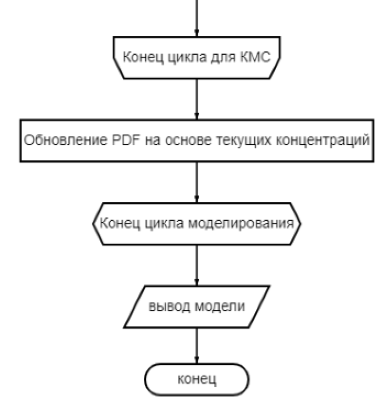 Конец цикла для КМС
Обновление PDF на основе текущих концентраций
Конец цикла моделирования
вывод модели
конец